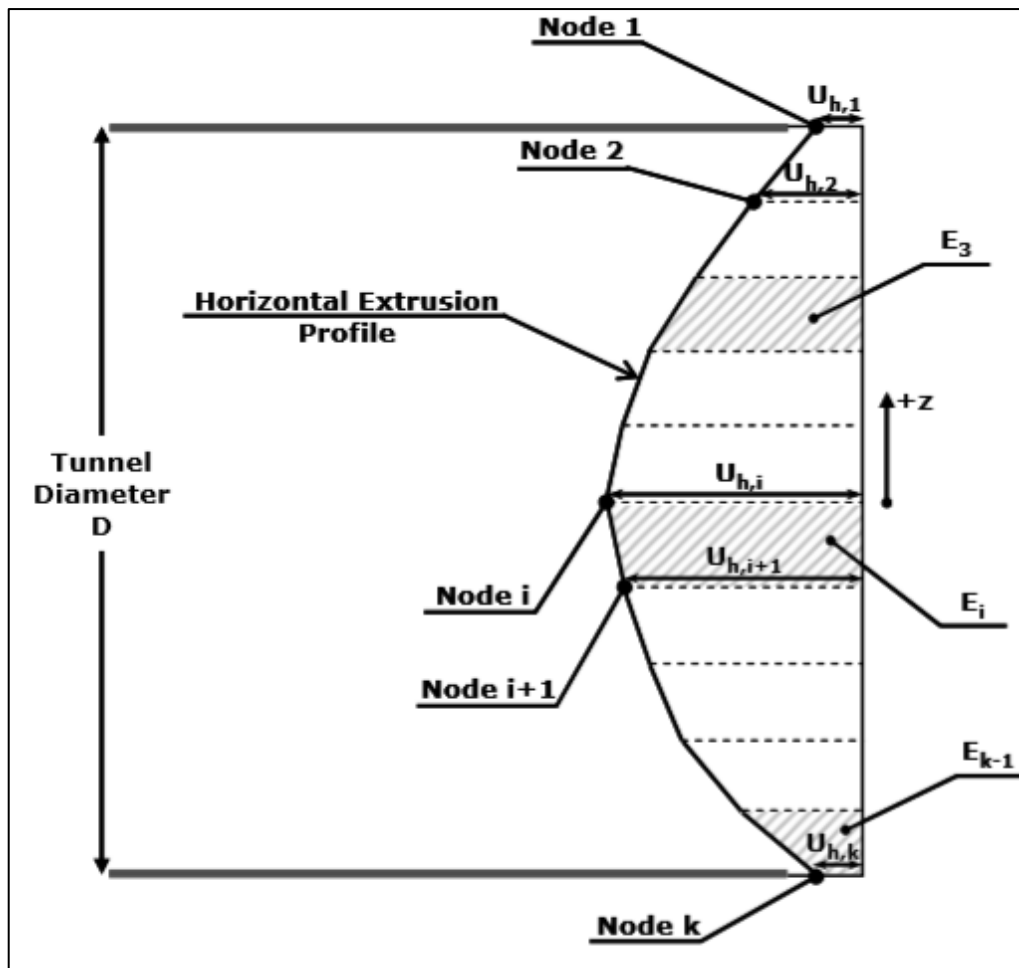 Node 1
U_h,1
Node 2
U_h,2
E_3
Horizontal Extrusion
Profile
+z
Tunnel
Diameter
D
U_h,i
U_h,i+1
Node i
E_i
Node i+1
E_k-1
U_h,k
Node k